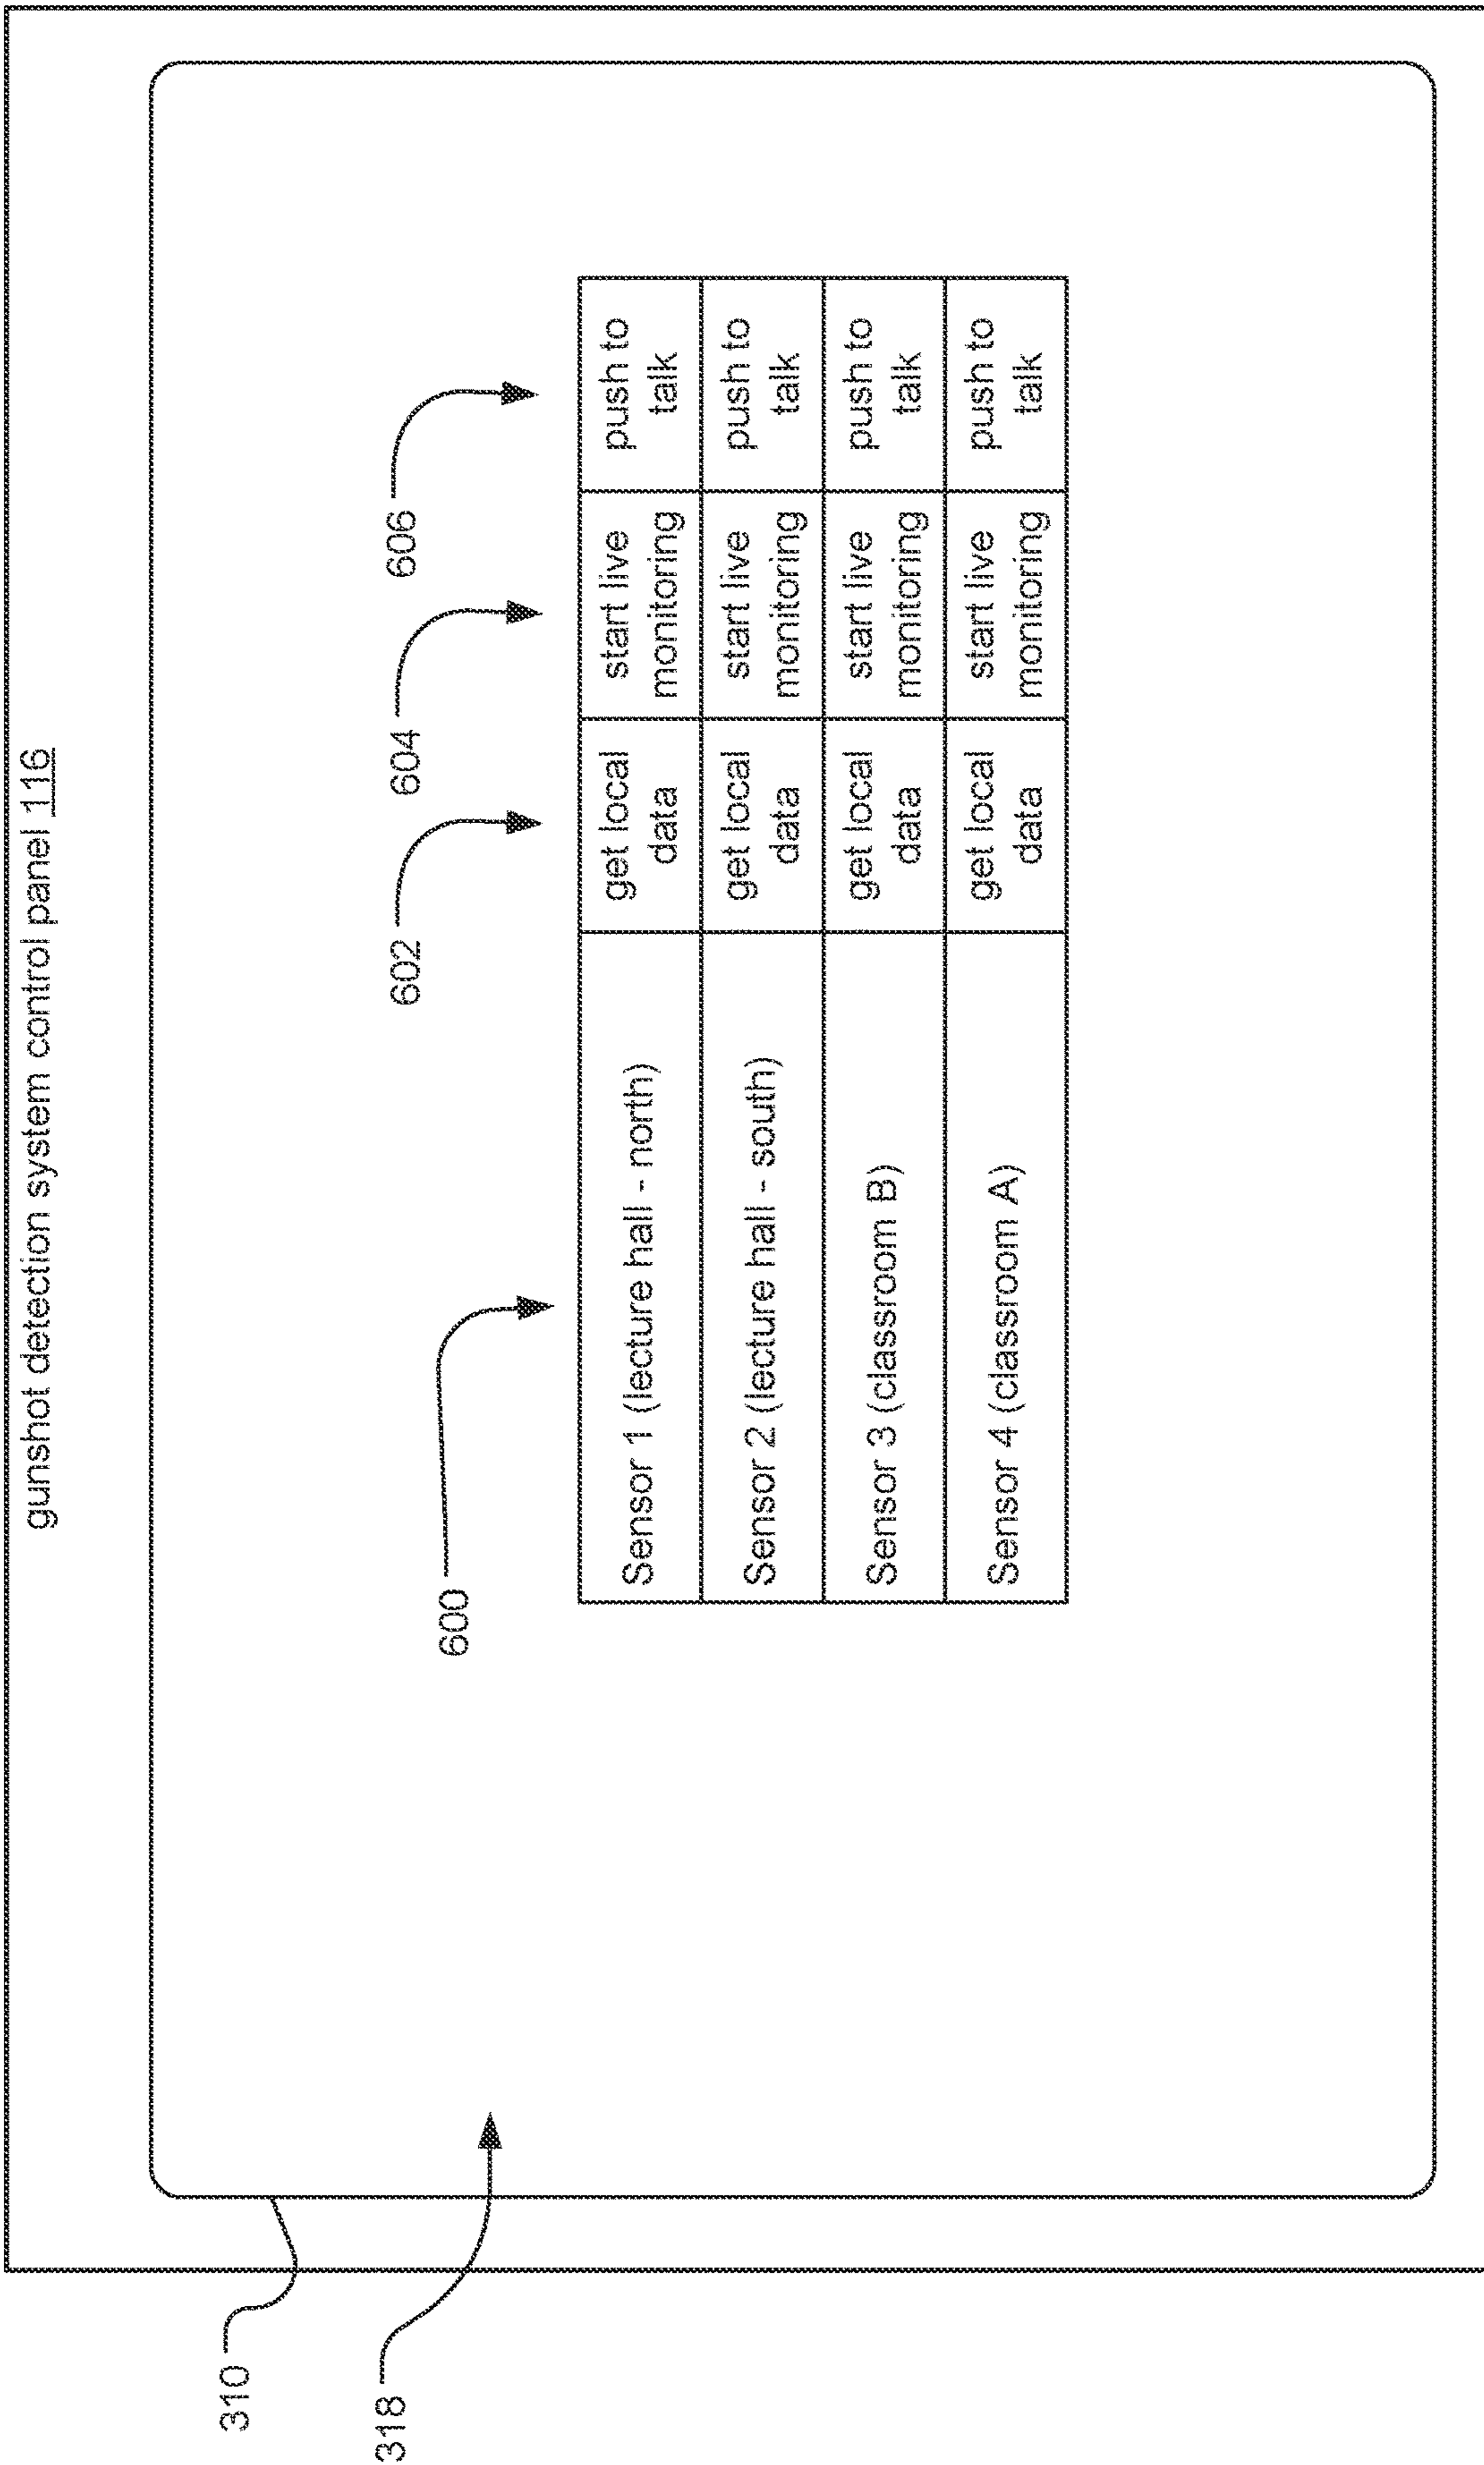 gunshot detection system control panel 116
310
318
600
602
604
606
Sensor 1 (lecture hall - north)
get local
data
start live
monitoring
push to
talk
Sensor 2 (lecture hall - south)
get local
data
start live
monitoring
push to
talk
Sensor 3 (classroom B)
get local
data
start live
monitoring
push to
talk
Sensor 4 (classroom A)
get local
data
start live
monitoring
push to
talk